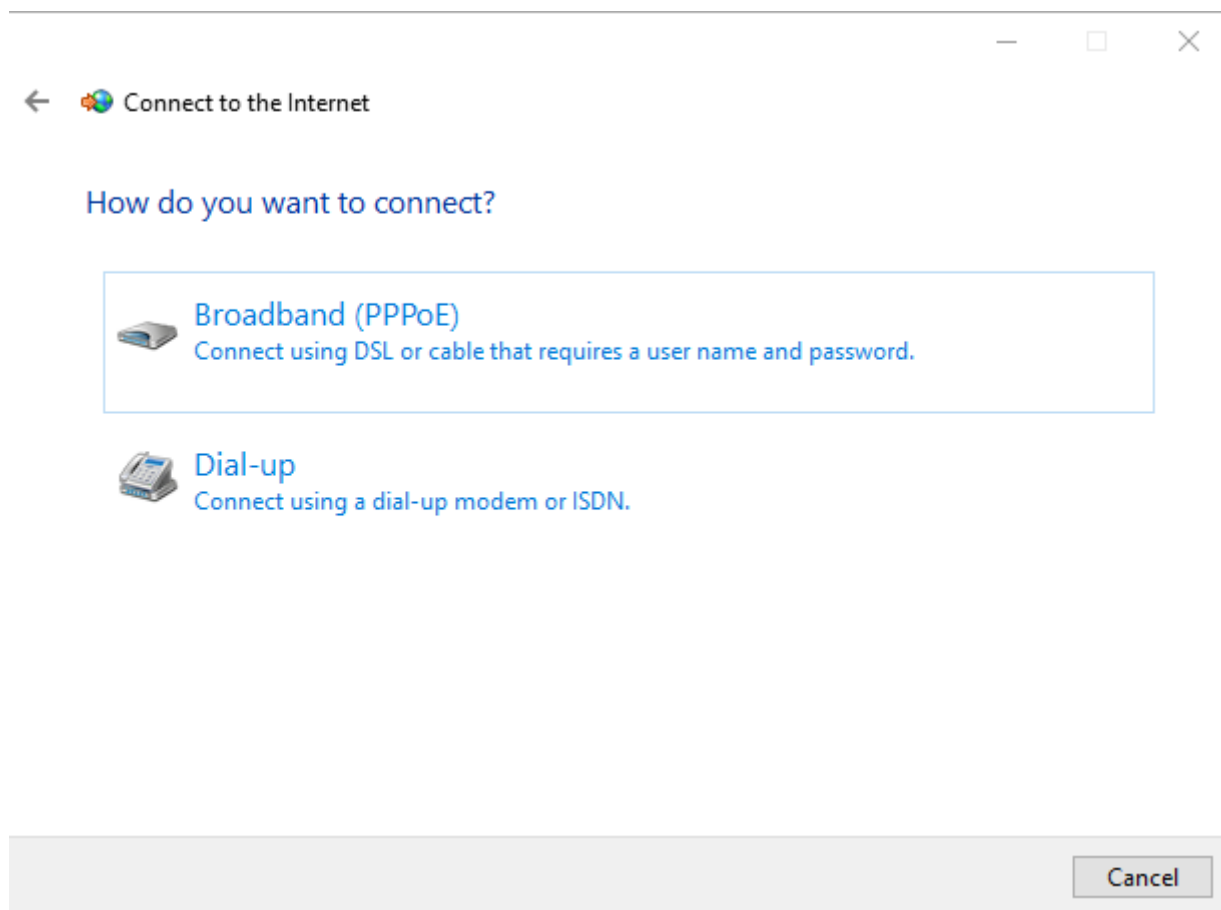 Connect to the Internet
How do you want to connect?
Broadband (PPPoE)
Connect using DSL or cable that requires a user name and password.
Dial-up
Connect using a dial-up modem or ISDN.
Cancel